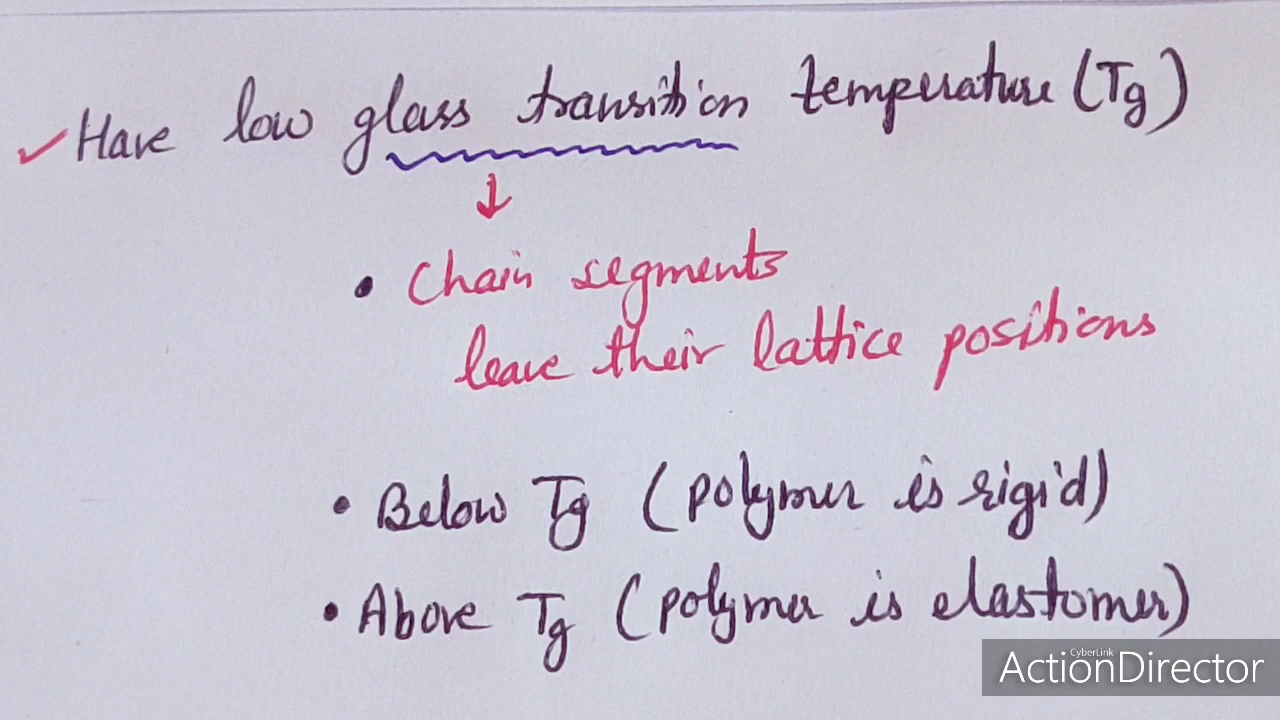 Have low glass transition temperature (Tg)
• Chain segments
leave their lattice positions
• Below Tg (polymer is rigid)
• Above Tg (polymer is elastomer)
CyberLink
ActionDirector